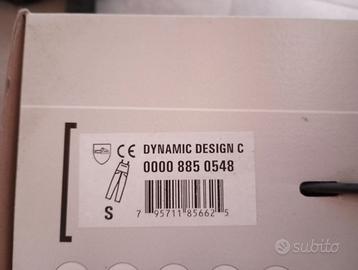 CE DYNAMIC DESIGN C
0000 885 0548
S 7 95711 85662 5
subito